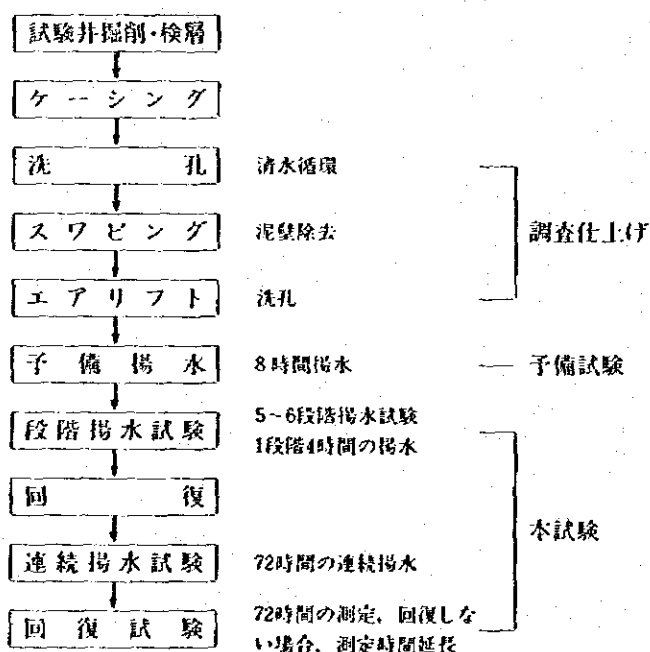 試験井掘削・検層
ケーシング
洗孔 清水循環
スワビング 泥壁除去
調査仕上げ
エアリフト 洗孔
予備揚水 8時間揚水 予備試験
段階揚水試験 5~6段階揚水試験
1段階4時間の揚水
回復
本試験
連続揚水試験 72時間の連続揚水
回復試験 72時間の測定、回復しな
い場合、測定時間延長